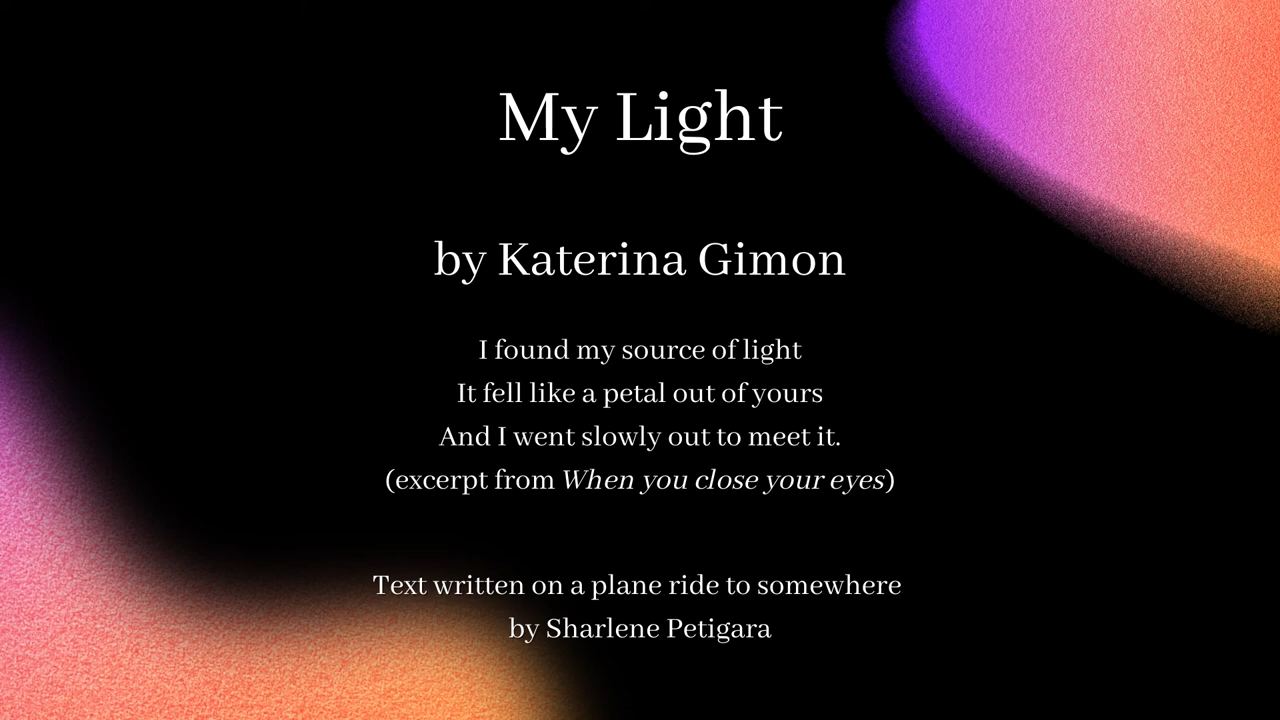 My Light
by Katerina Gimon
I found my source of light
It fell like a petal out of yours
And I went slowly out to meet it.
(excerpt from When you close your eyes)
Text written on a plane ride to somewhere
by Sharlene Petigara